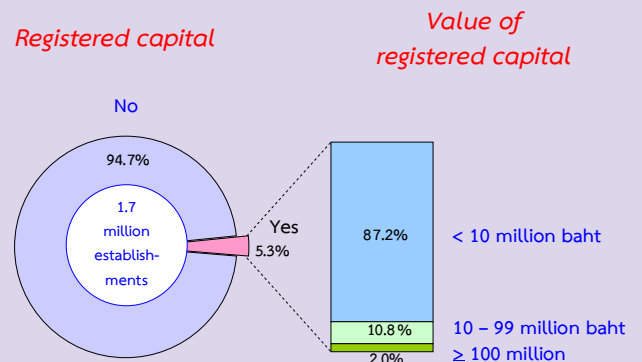 Registered capital
Value of
registered capital
No
94.7%
1.7
million
establish-
ments
Yes
5.3%
87.2%
< 10 million baht
10.8 %
10 – 99 million baht
2.0%
≥ 100 million